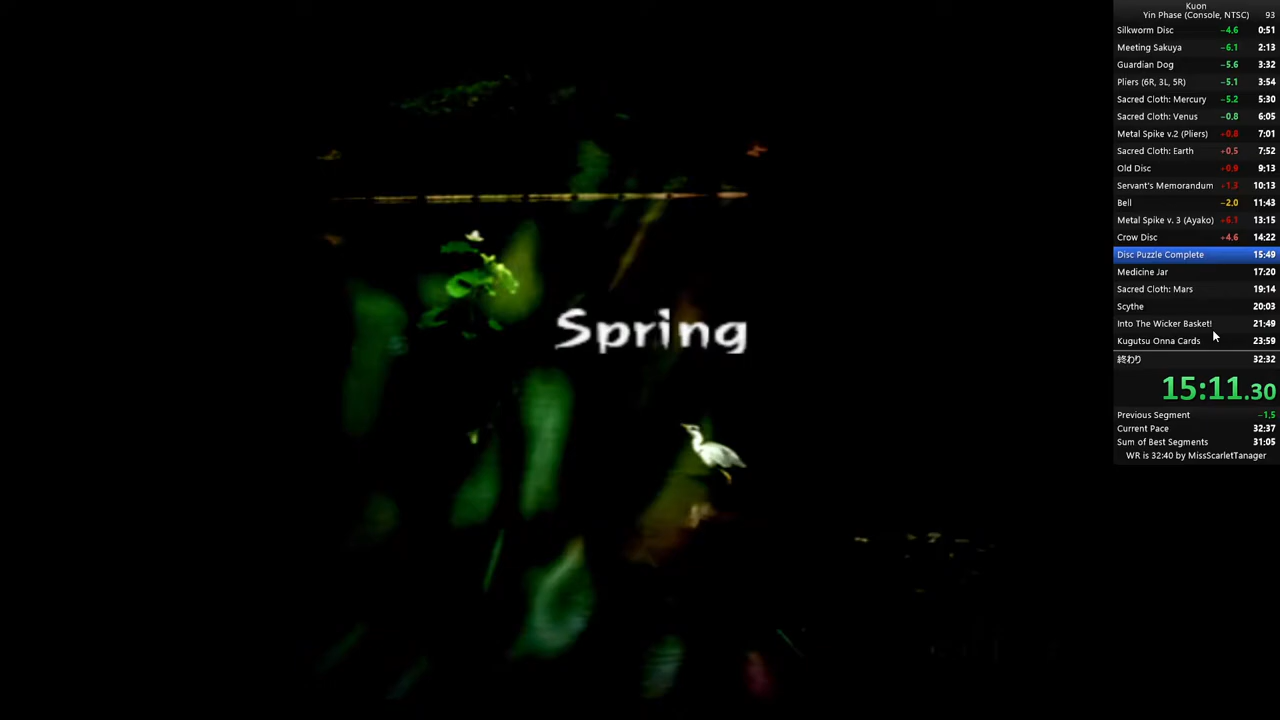 Spring
Kuon
Yin Phase (Console, NTSC) 93
Silkworm Disc -4.6 0:51
Meeting Sakuya -6.1 2:13
Guardian Dog -5.6 3:32
Pliers (6R, 3L, 5R) -5.1 3:54
Sacred Cloth: Mercury -5.2 5:30
Sacred Cloth: Venus -0.8 6:05
Metal Spike v.2 (Pliers) +0.8 7:01
Sacred Cloth: Earth +0.5 7:52
Old Disc +0.9 9:13
Servant's Memorandum +1.3 10:13
Bell -2.0 11:43
Metal Spike v. 3 (Ayako) +6.1 13:15
Crow Disc +4.6 14:22
Disc Puzzle Complete 15:49
Medicine Jar 17:20
Sacred Cloth: Mars 19:14
Scythe 20:03
Into The Wicker Basket! 21:49
Kugutsu Onna Cards 23:59
終わり 32:32
15:11.30
Previous Segment -1.5
Current Pace 32:37
Sum of Best Segments 31:05
WR is 32:40 by MissScarletTanager